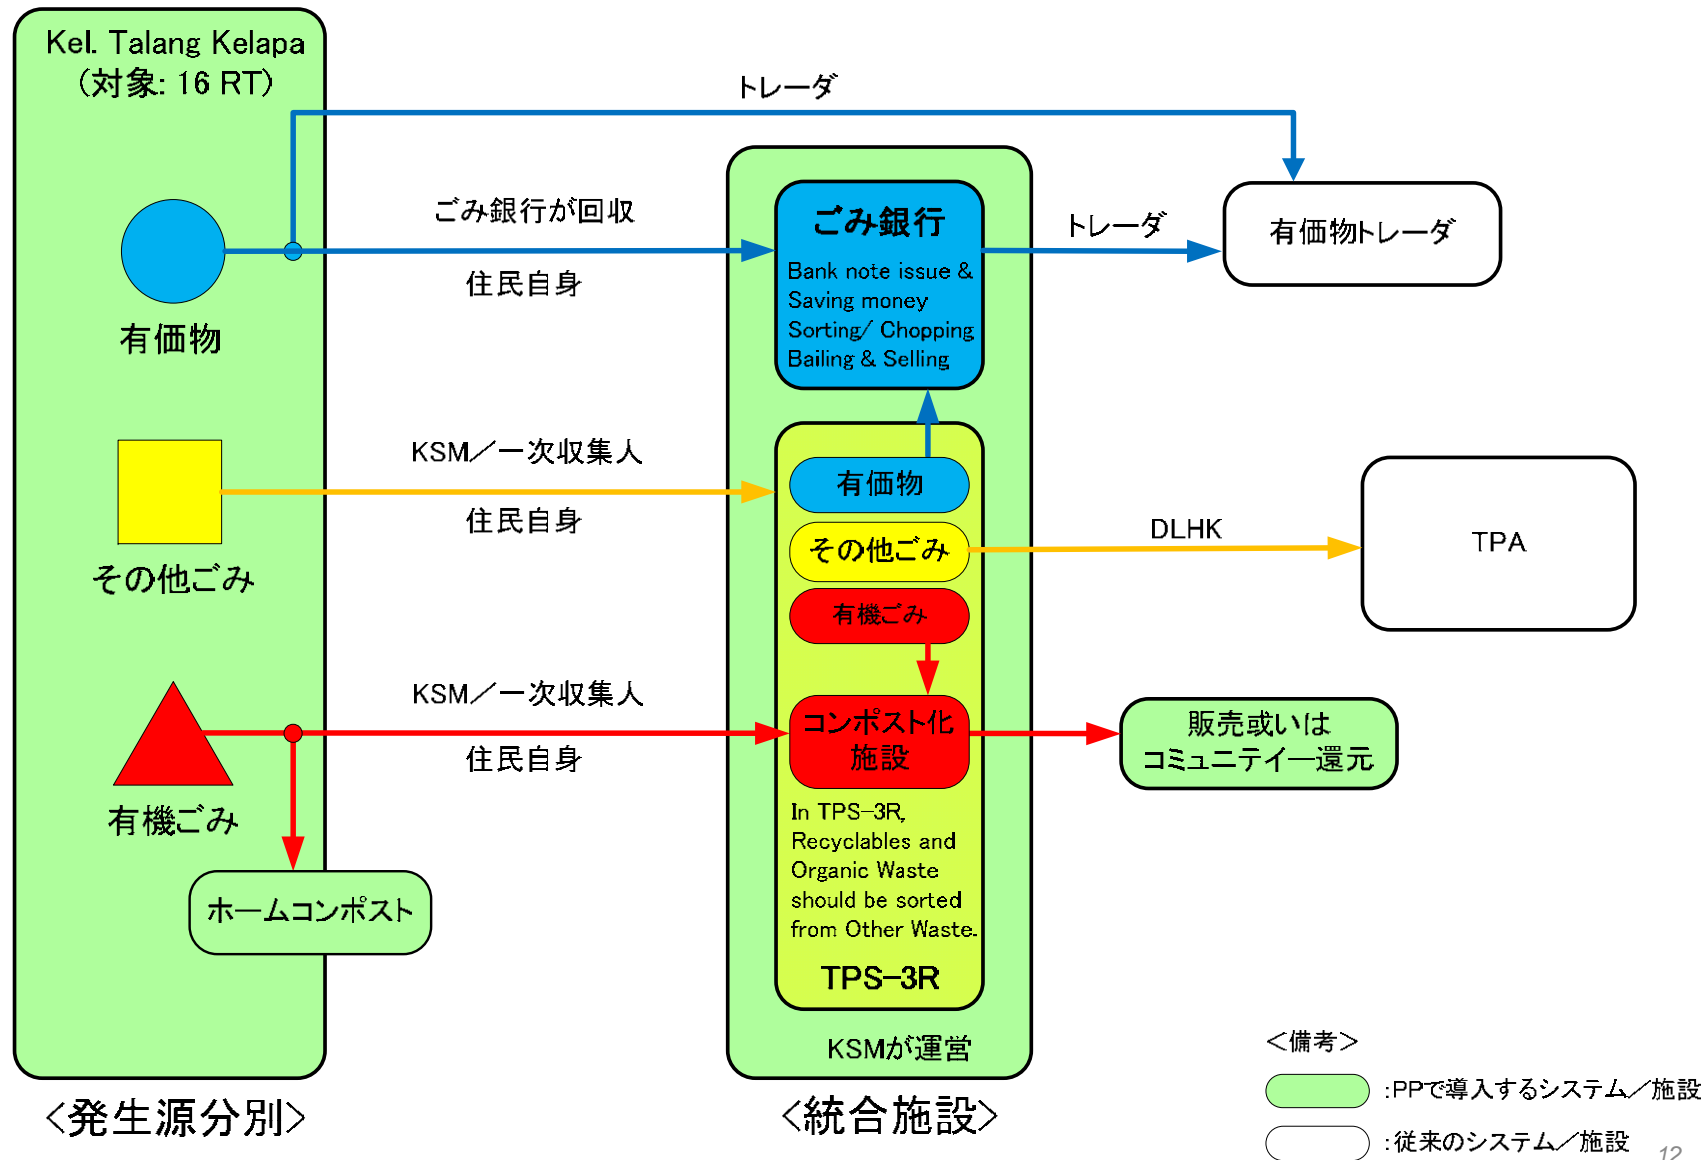 Kel. Talang Kelapa
(対象: 16 RT)
トレーダ
有価物
ごみ銀行が回収
住民自身
ごみ銀行
Bank note issue &
Saving money
Sorting/ Chopping
Bailing & Selling
トレーダ
有価物トレーダ
その他ごみ
KSM／一次収集人
住民自身
有価物
その他ごみ
有機ごみ
DLHK
TPA
有機ごみ
KSM／一次収集人
住民自身
コンポスト化
施設
販売或いは
コミュニテイー還元
ホームコンポスト
In TPS-3R,
Recyclables and
Organic Waste
should be sorted
from Other Waste.
TPS-3R
KSMが運営
<発生源分別>
<統合施設>
<備考>
:PPで導入するシステム／施設
:従来のシステム／施設
12